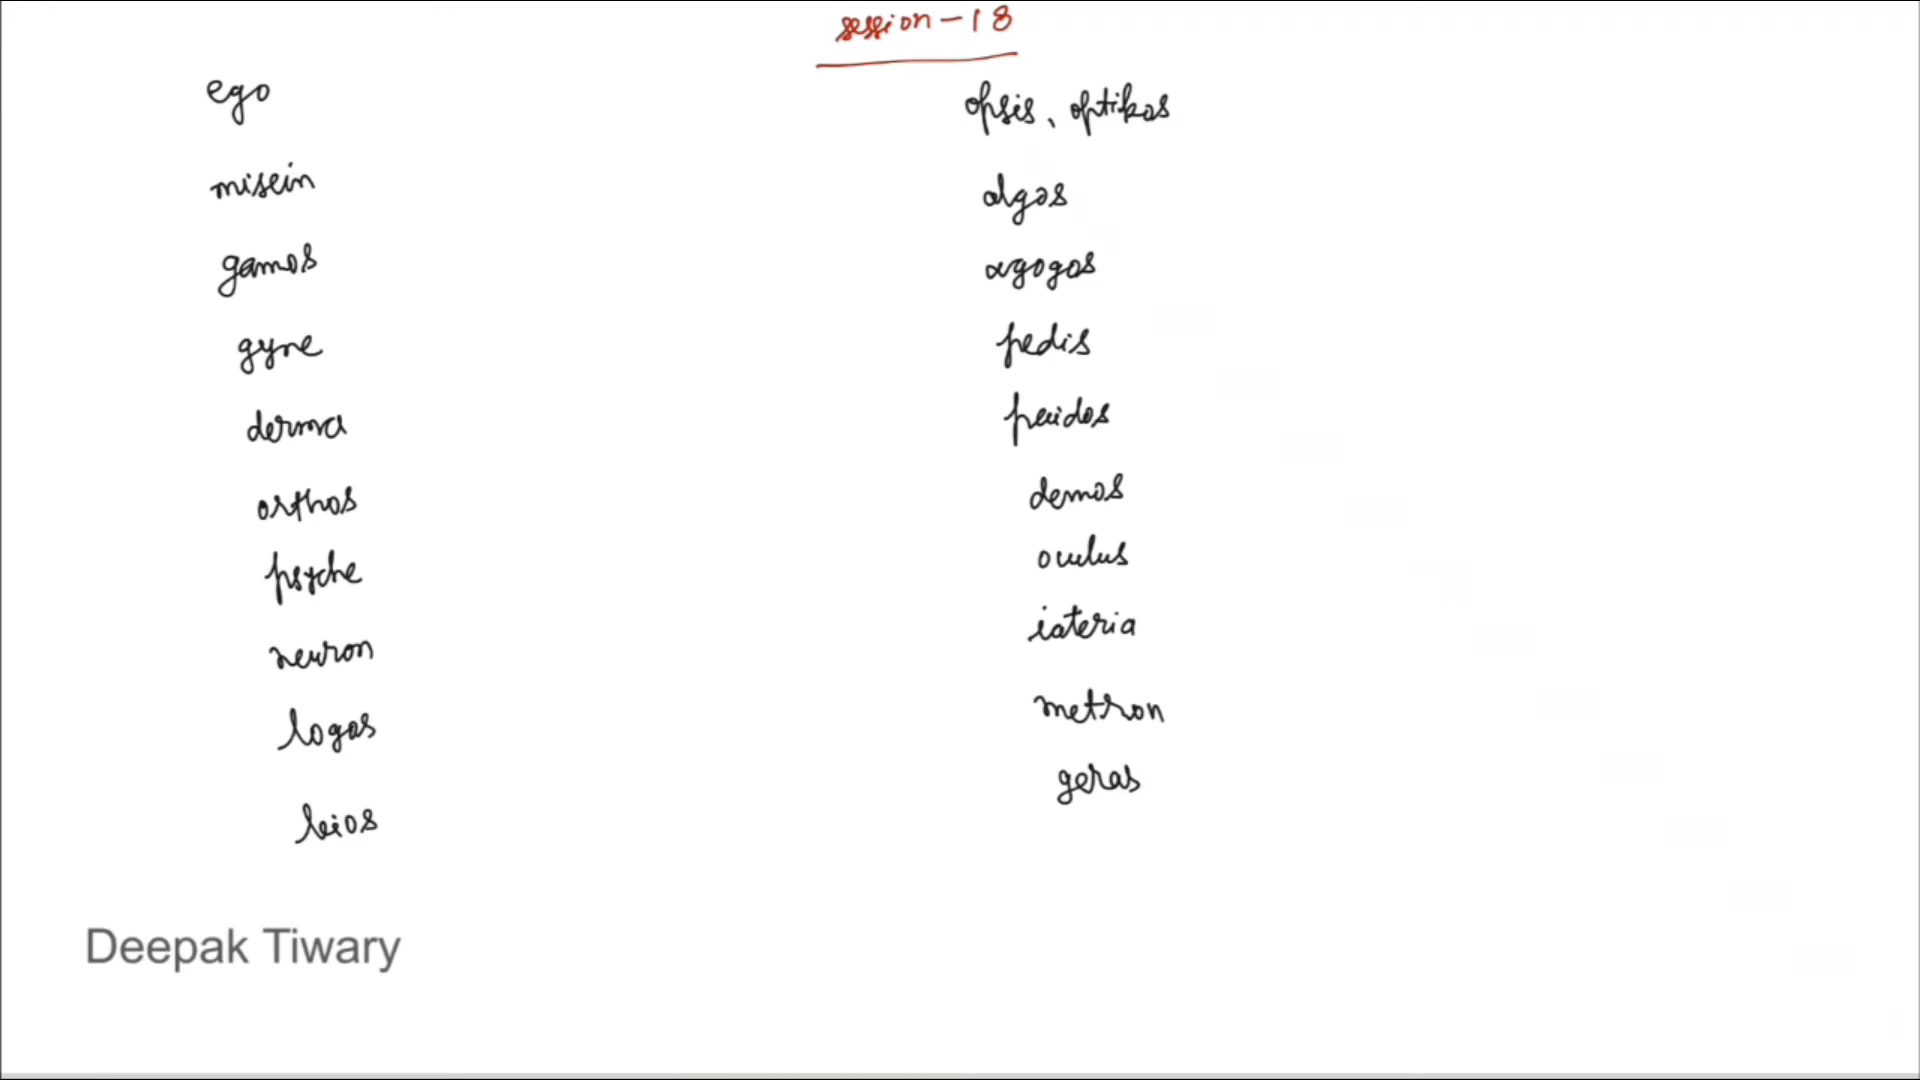 session - 18
ego
misein
gamos
gyne
derma
orthos
psyche
neuron
logos
leios
opsis, optikos
algos
agogos
pedis
paidos
demos
oculus
iateria
metron
geras
Deepak Tiwary